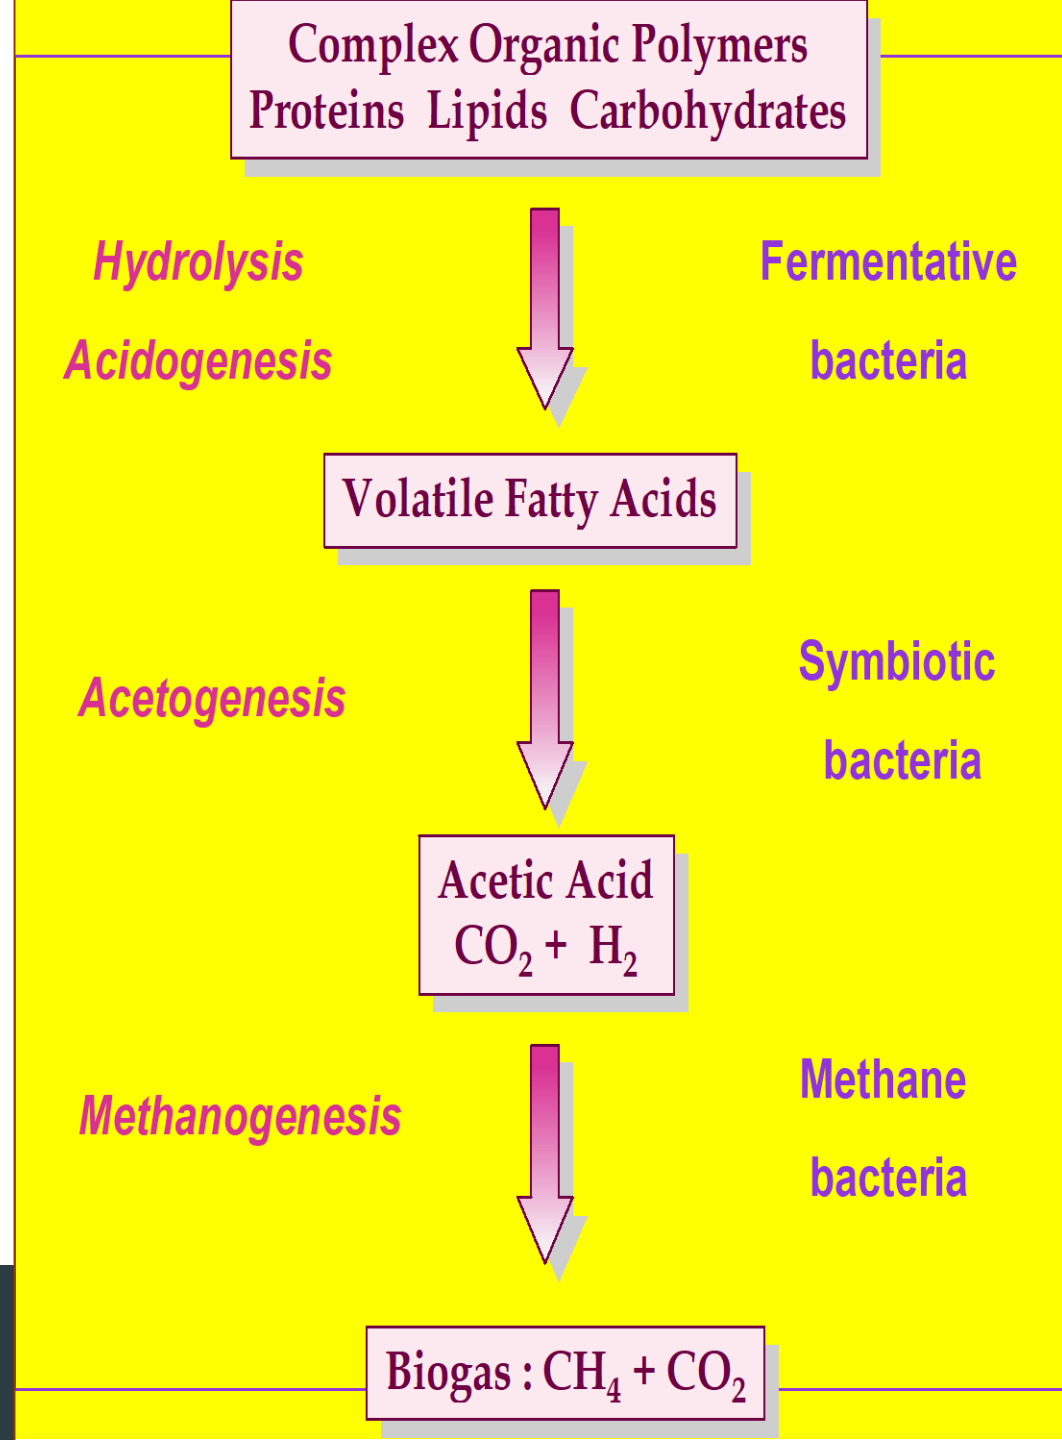 Complex Organic Polymers
Proteins Lipids Carbohydrates
Hydrolysis
Fermentative
Acidogenesis
bacteria
Volatile Fatty Acids
Acetogenesis
Symbiotic
bacteria
Acetic Acid
CO₂ + H₂
Methanogenesis
Methane
bacteria
Biogas : CH₄ + CO₂